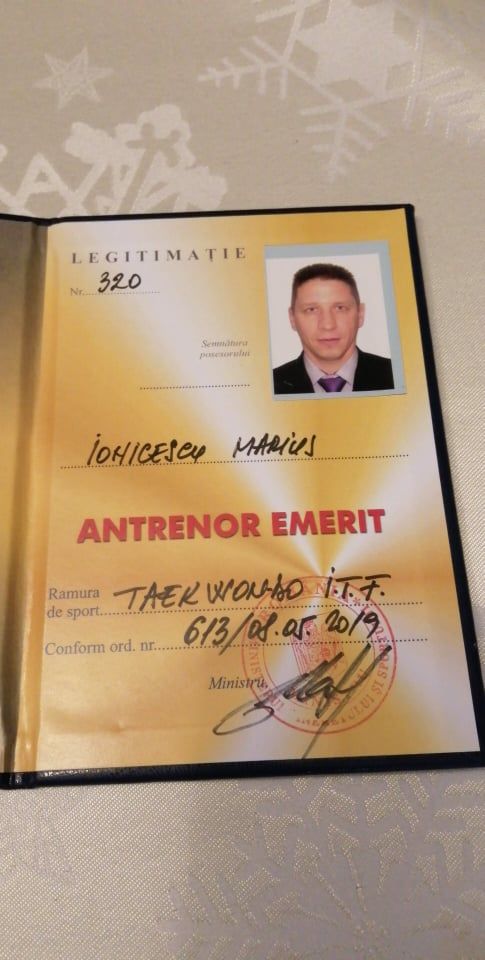 LEGITIMAȚIE
Nr. 320
Semnătura
posesorului
IONICESCU MARIUS
ANTRENOR EMERIT
Ramura
de sport TAEKWONDO I.T.F.
Conform ord. nr. 613/08.05.2019
Ministru,